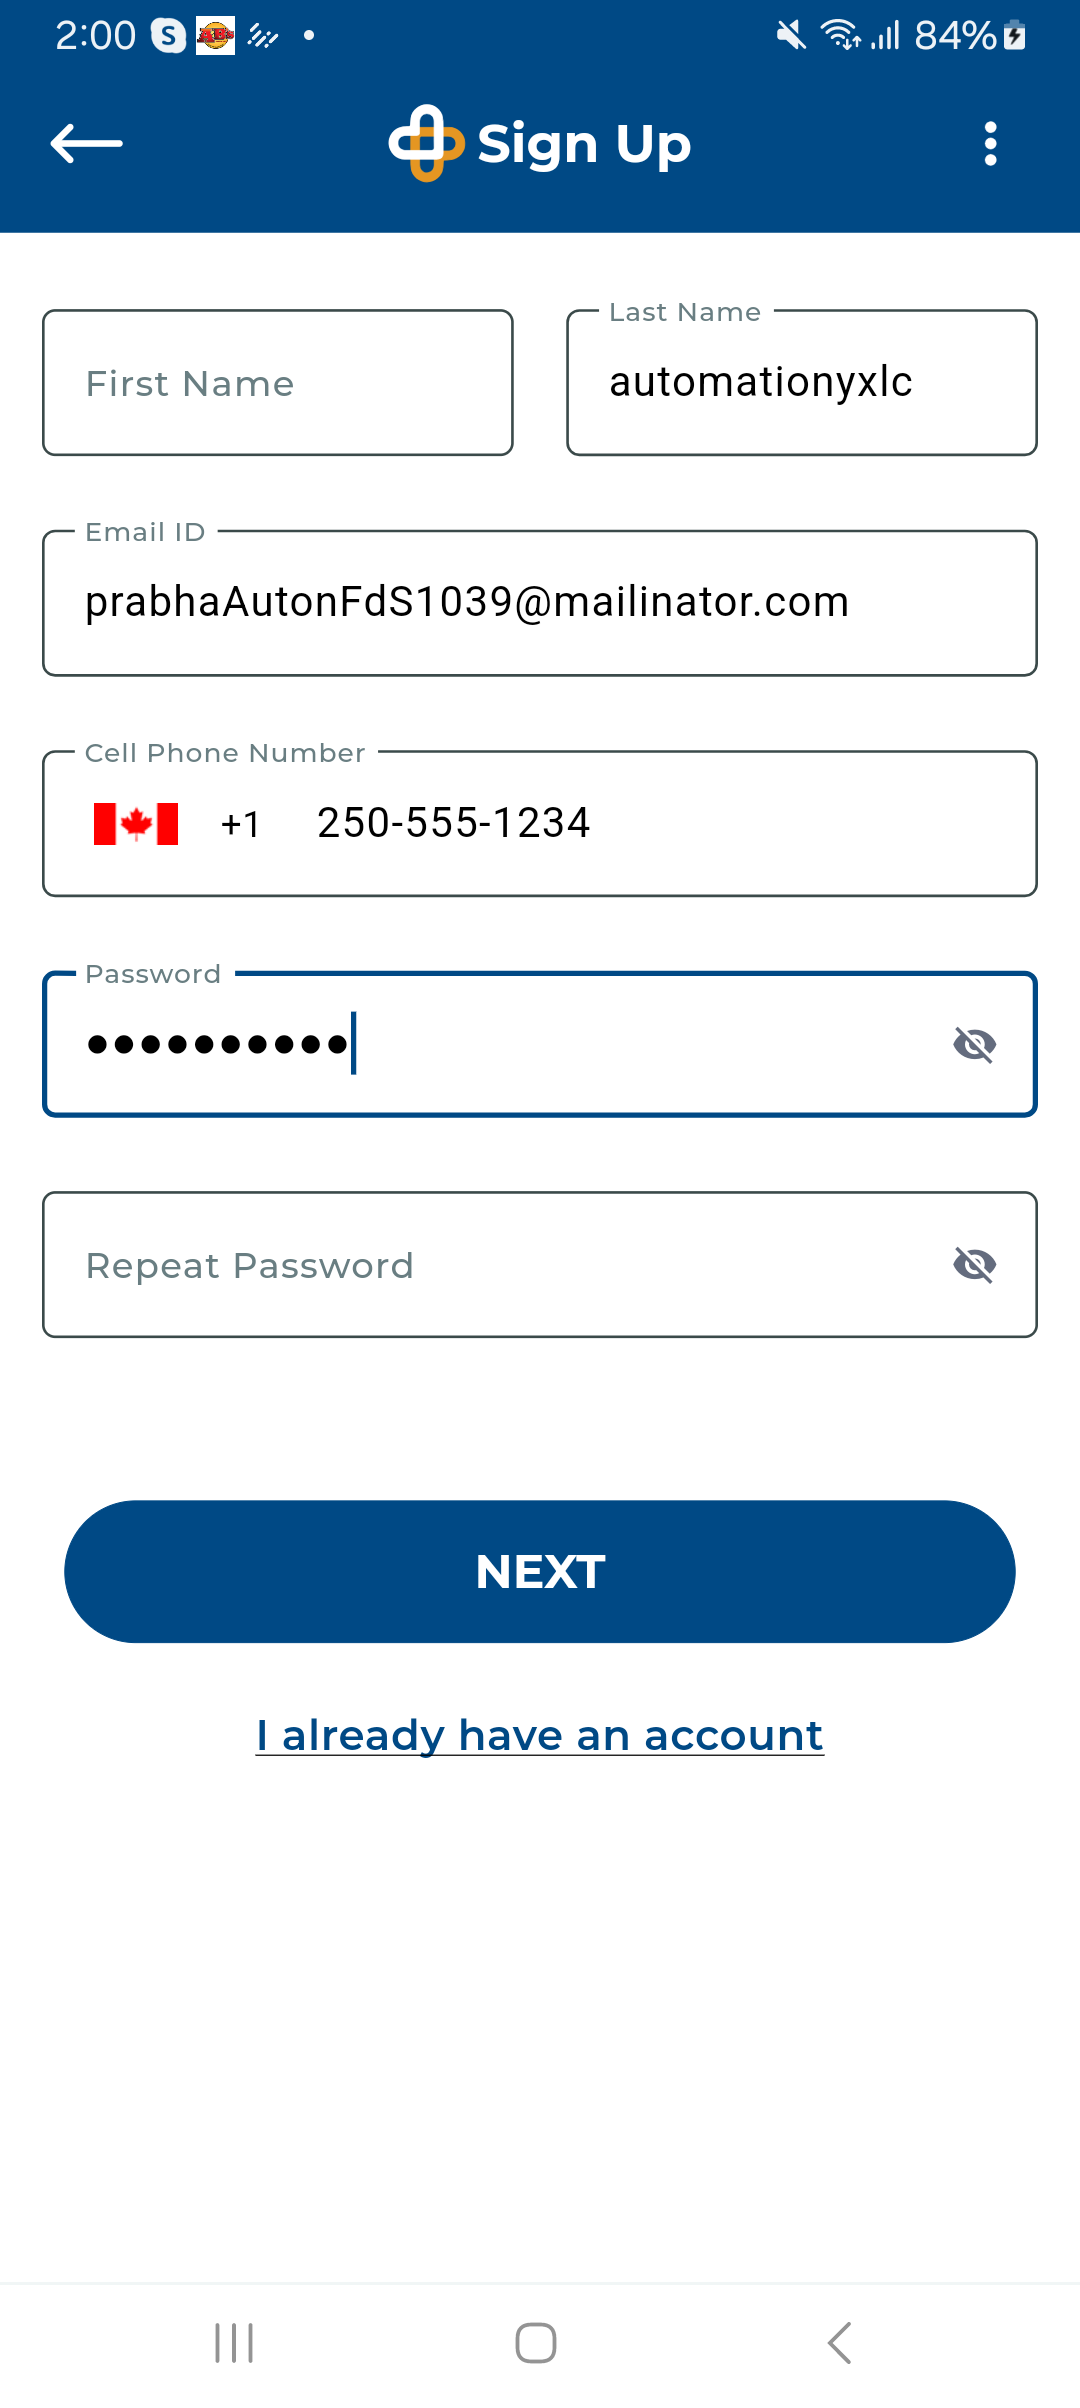 2:00 S AB's 84%
Sign Up
First Name
Last Name
automationyxlc
Email ID
prabhaAutonFdS1039@mailinator.com
Cell Phone Number
+1 250-555-1234
Password
••••••••••
Repeat Password
NEXT
I already have an account